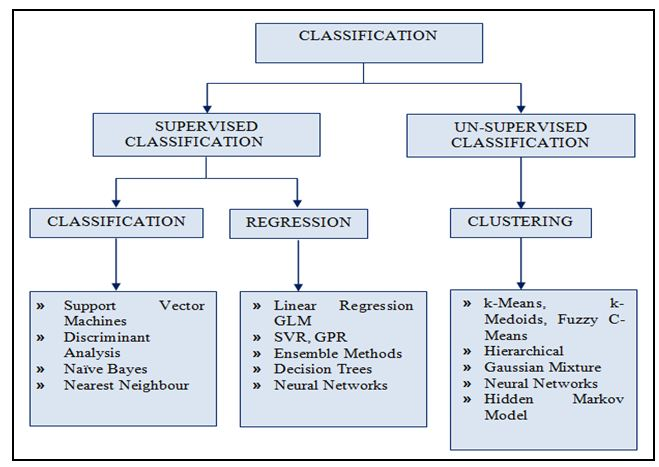 CLASSIFICATION
SUPERVISED
CLASSIFICATION
UN-SUPERVISED
CLASSIFICATION
CLASSIFICATION
REGRESSION
CLUSTERING
» Support Vector
Machines
» Discriminant
Analysis
» Naïve Bayes
» Nearest Neighbour
» Linear Regression
GLM
» SVR, GPR
» Ensemble Methods
» Decision Trees
» Neural Networks
» k-Means, k-
Medoids, Fuzzy C-
Means
» Hierarchical
» Gaussian Mixture
» Neural Networks
» Hidden Markov
Model